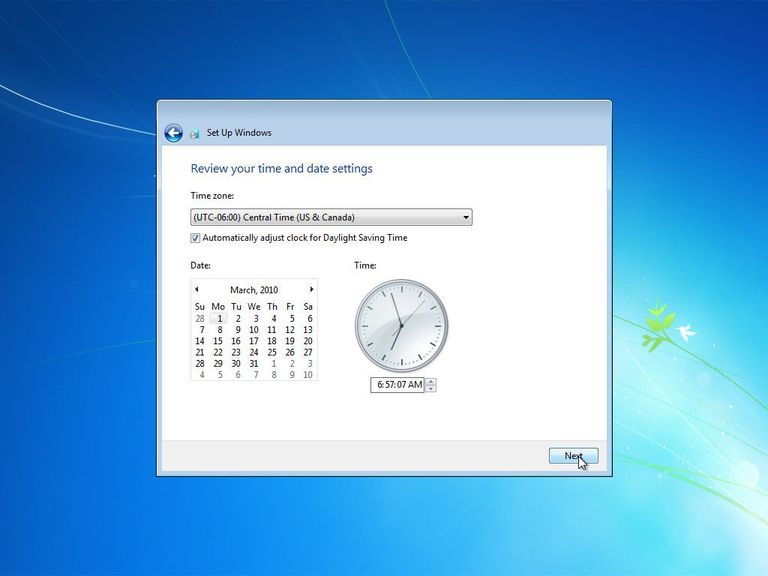 Set Up Windows
Review your time and date settings
Time zone:
(UTC-06:00) Central Time (US & Canada)
Automatically adjust clock for Daylight Saving Time
Date:
Time:
March, 2010
Su Mo Tu We Th Fr Sa
28 1 2 3 4 5 6
7 8 9 10 11 12 13
14 15 16 17 18 19 20
21 22 23 24 25 26 27
28 29 30 31 1 2 3
4 5 6 7 8 9 10
6:57:07 AM
Next